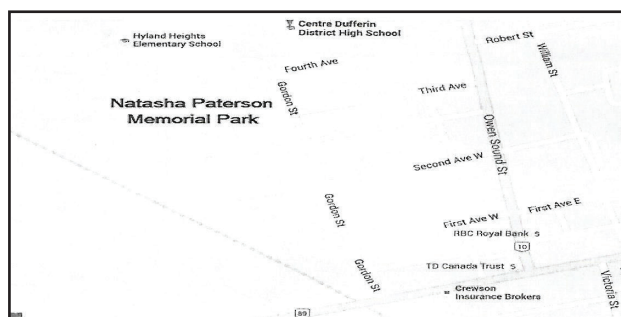 Centre Dufferin
District High School
Hyland Heights
Elementary School
Robert St
William St
Fourth Ave
Gordon St
Third Ave
Natasha Paterson
Memorial Park
Owen Sound St
Second Ave W
Gordon St
First Ave E
First Ave W
RBC Royal Bank $
10
TD Canada Trust $
Gordon St
Victoria St
Crewson
Insurance Brokers
89